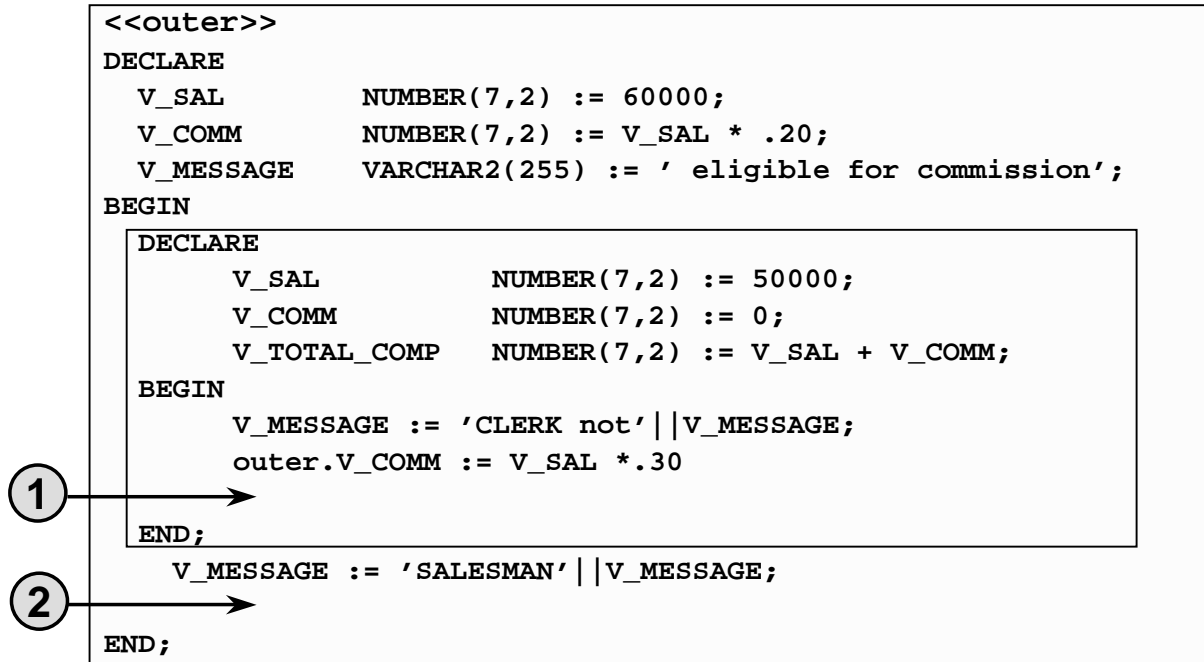 <<outer>>
DECLARE
V_SAL NUMBER(7,2) := 60000;
V_COMM NUMBER(7,2) := V_SAL * .20;
V_MESSAGE VARCHAR2(255) := ’ eligible for commission’;
BEGIN
DECLARE
V_SAL NUMBER(7,2) := 50000;
V_COMM NUMBER(7,2) := 0;
V_TOTAL_COMP NUMBER(7,2) := V_SAL + V_COMM;
BEGIN
V_MESSAGE := ’CLERK not’||V_MESSAGE;
outer.V_COMM := V_SAL *.30
1
END;
V_MESSAGE := ’SALESMAN’||V_MESSAGE;
2
END;